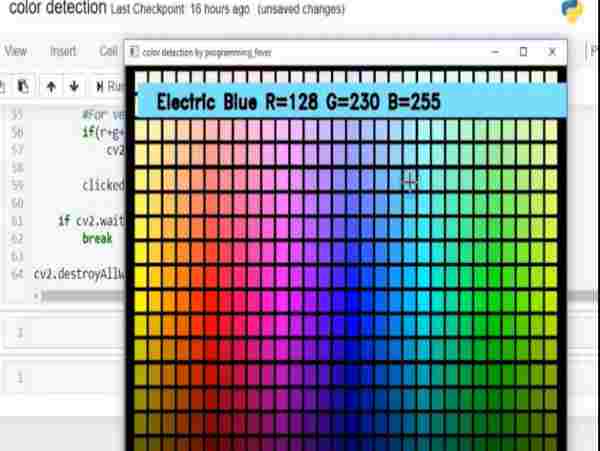 color detection Last Checkpoint 16 hours ago (unsaved changes)
View Insert Cell
color detection by programming_fever
Run
Electric Blue R=128 G=230 B=255
55 #For ve
56 if(r+g+
57 cv2
58
59 clicked
60
61 if cv2.wait
62 break
63
64 cv2.destroyAllW